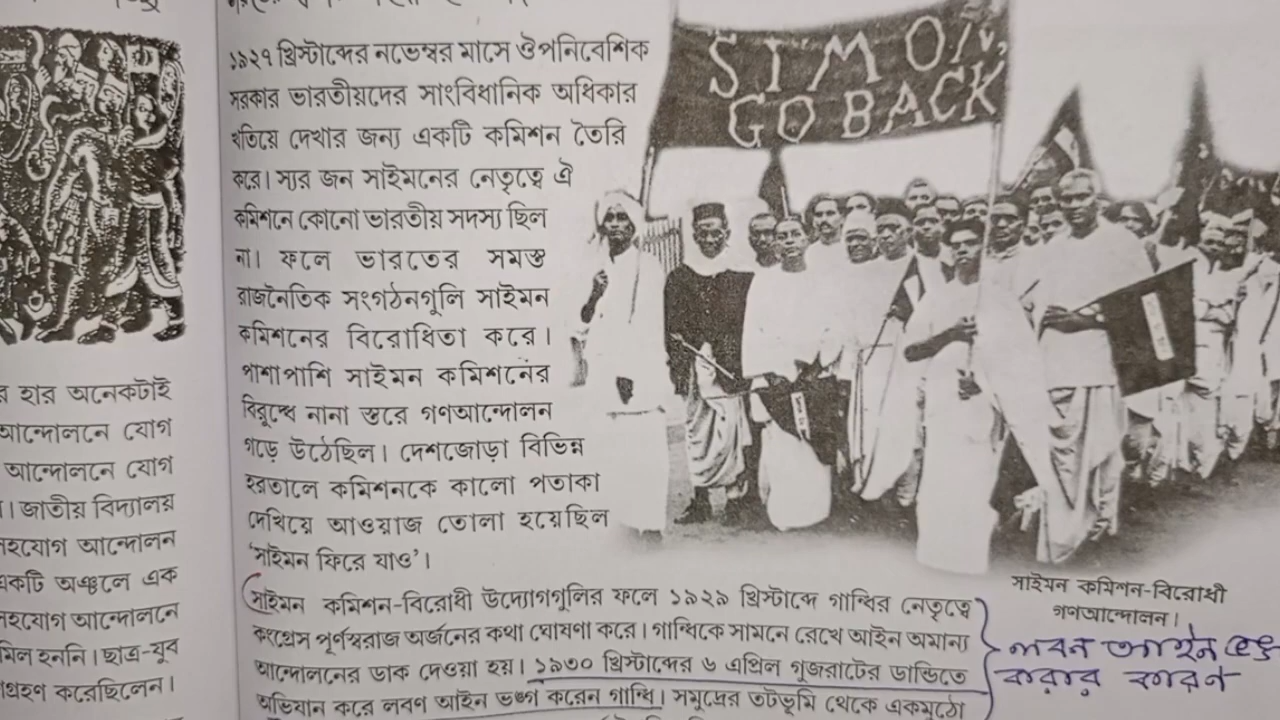 র হার অনেকটাই
আন্দোলনে যোগ
আন্দোলনে যোগ
। জাতীয় বিদ্যালয়
সহযোগ আন্দোলন
একটি অঞ্চলে এক
সহযোগ আন্দোলনে
মিল হননি। ছাত্র-যুব
গ্রহণ করেছিলেন।
১৯২৭ খ্রিস্টাব্দের নভেম্বর মাসে ঔপনিবেশিক
সরকার ভারতীয়দের সাংবিধানিক অধিকার
খতিয়ে দেখার জন্য একটি কমিশন তৈরি
করে। স্যর জন সাইমনের নেতৃত্বে ঐ
কমিশনে কোনো ভারতীয় সদস্য ছিল
না। ফলে ভারতের সমস্ত
রাজনৈতিক সংগঠনগুলি সাইমন
কমিশনের বিরোধিতা করে।
পাশাপাশি সাইমন কমিশনের
বিরুদ্ধে নানা স্তরে গণআন্দোলন
গড়ে উঠেছিল। দেশজোড়া বিভিন্ন
হরতালে কমিশনকে কালো পতাকা
দেখিয়ে আওয়াজ তোলা হয়েছিল
‘সাইমন ফিরে যাও’।
SIMON
GO BACK
সাইমন কমিশন-বিরোধী
গণআন্দোলন।
সাইমন কমিশন-বিরোধী উদ্যোগগুলির ফলে ১৯২৯ খ্রিস্টাব্দে গান্ধির নেতৃত্বে
কংগ্রেস পূর্ণস্বরাজ অর্জনের কথা ঘোষণা করে। গান্ধিকে সামনে রেখে আইন অমান্য
আন্দোলনের ডাক দেওয়া হয়। ১৯৩০ খ্রিস্টাব্দের ৬ এপ্রিল গুজরাটের ডান্ডিতে
অভিযান করে লবণ আইন ভঙ্গ করেন গান্ধি। সমুদ্রের তটভূমি থেকে একমুঠো
লবন আইন
করার কারণ